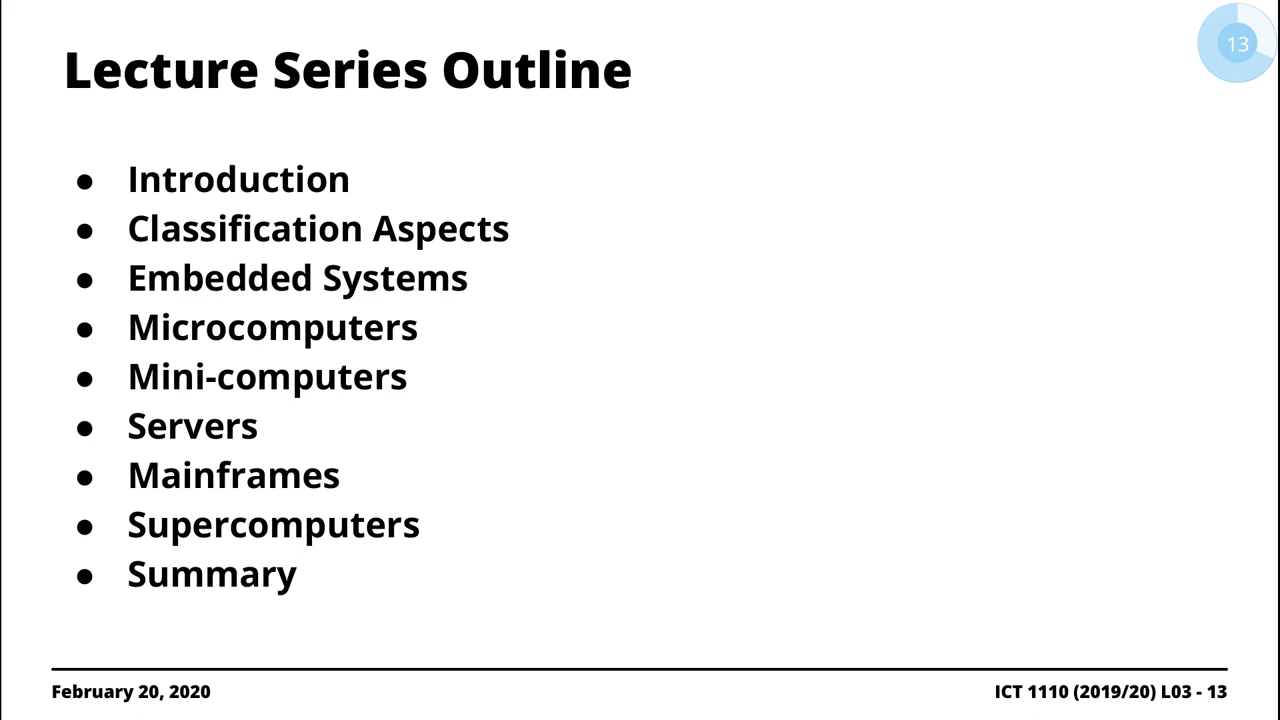 Lecture Series Outline
13
● Introduction
● Classification Aspects
● Embedded Systems
● Microcomputers
● Mini-computers
● Servers
● Mainframes
● Supercomputers
● Summary
February 20, 2020
ICT 1110 (2019/20) L03 - 13